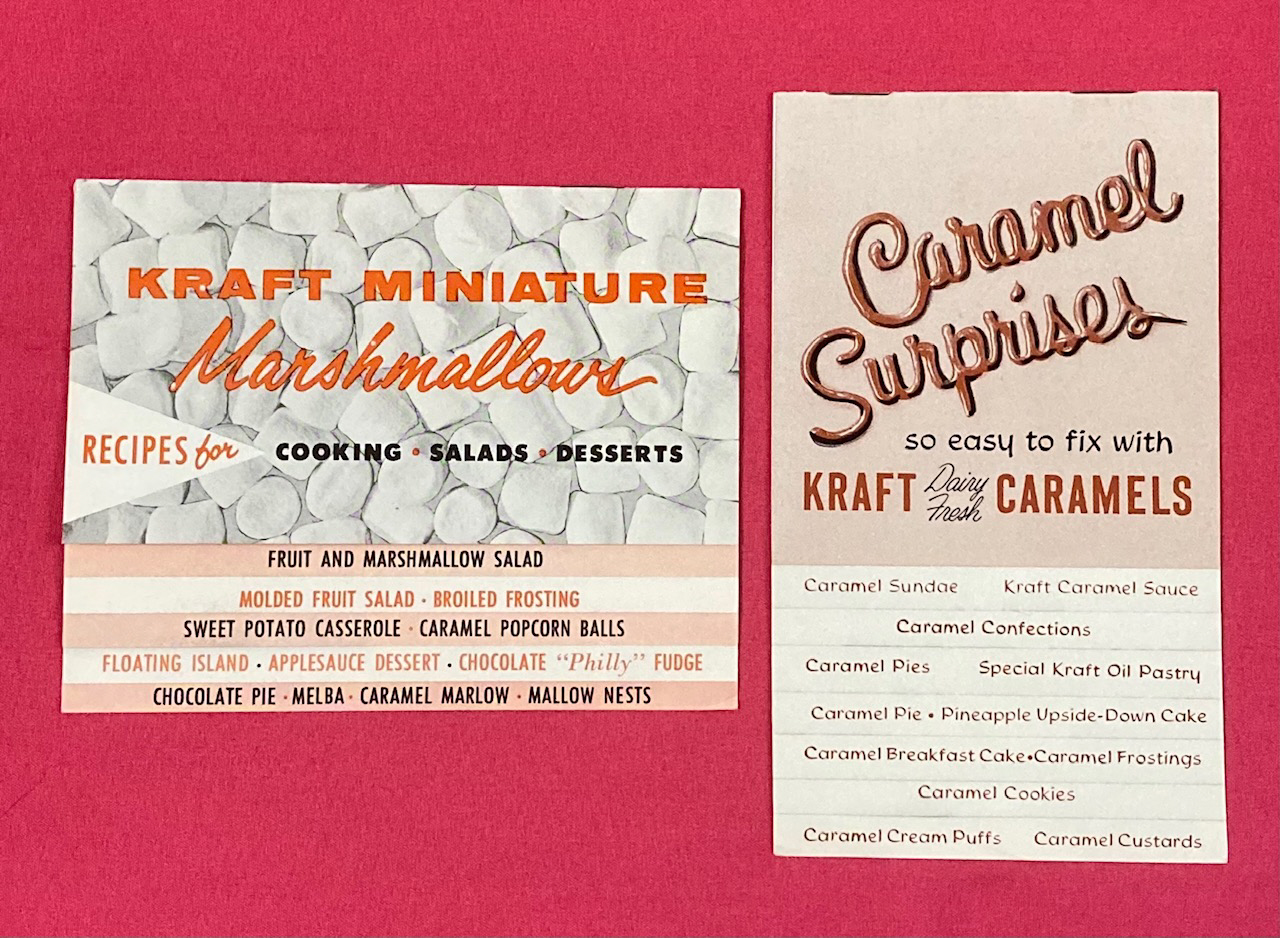 KRAFT MINIATURE
Marshmallows
RECIPES for COOKING • SALADS • DESSERTS
FRUIT AND MARSHMALLOW SALAD
MOLDED FRUIT SALAD · BROILED FROSTING
SWEET POTATO CASSEROLE · CARAMEL POPCORN BALLS
FLOATING ISLAND · APPLESAUCE DESSERT · CHOCOLATE "Philly" FUDGE
CHOCOLATE PIE · MELBA · CARAMEL MARLOW · MALLOW NESTS
Caramel
Surprises
so easy to fix with
KRAFT Dairy Fresh CARAMELS
Caramel Sundae Kraft Caramel Sauce
Caramel Confections
Caramel Pies Special Kraft Oil Pastry
Caramel Pie • Pineapple Upside-Down Cake
Caramel Breakfast Cake•Caramel Frostings
Caramel Cookies
Caramel Cream Puffs Caramel Custards